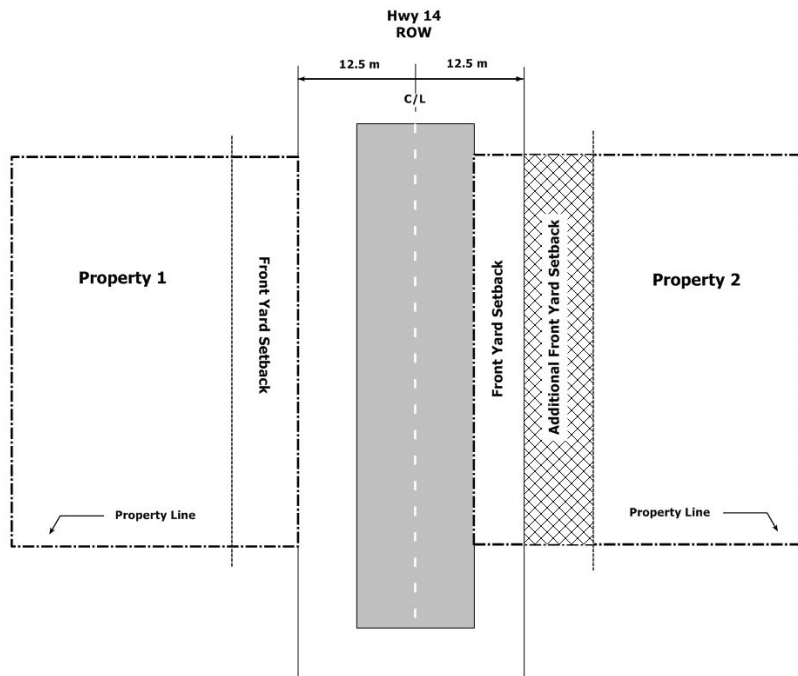 Hwy 14
ROW
12.5 m
12.5 m
C/L
Property 1
Front Yard Setback
Front Yard Setback
Additional Front Yard Setback
Property 2
Property Line
Property Line